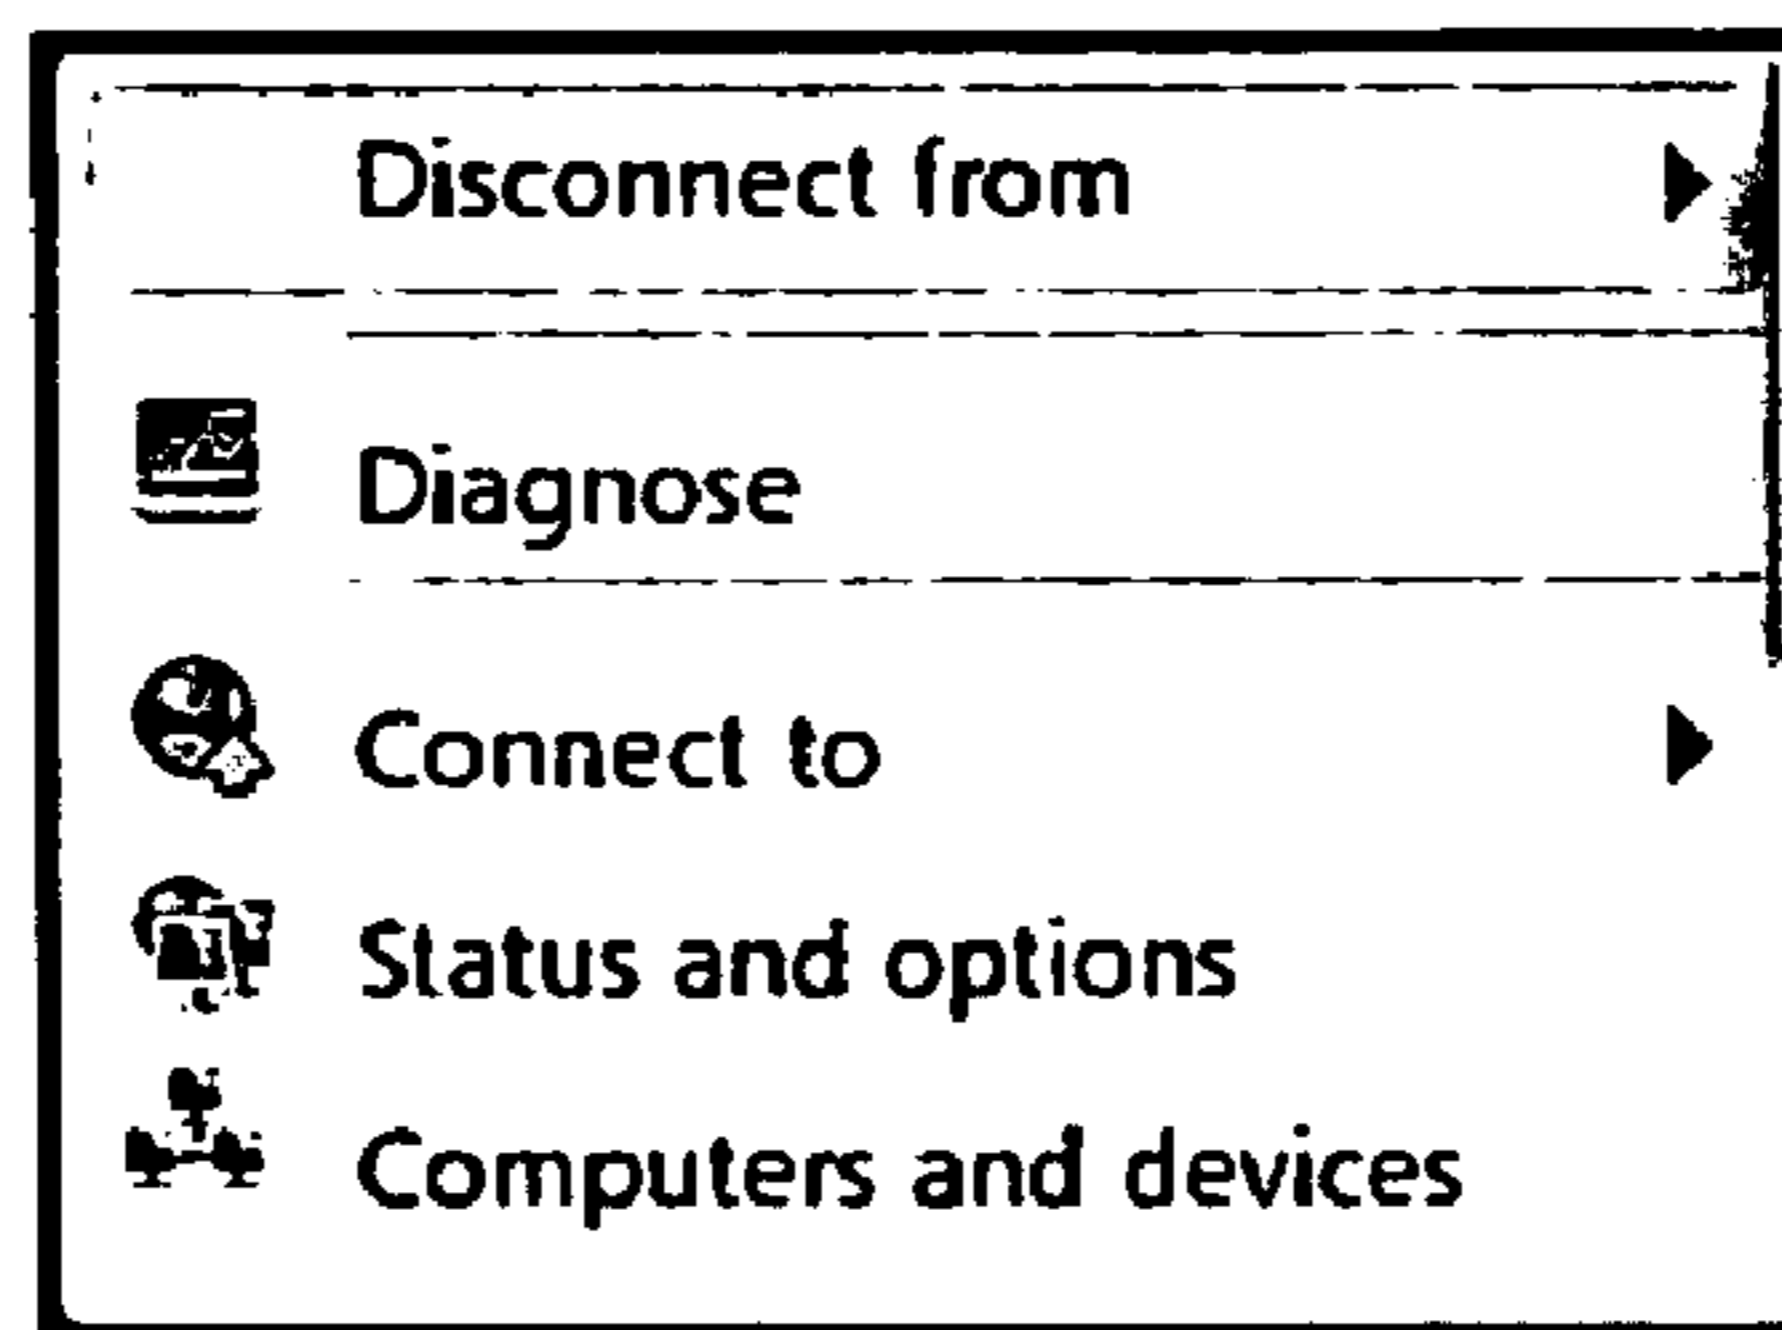 Disconnect from
Diagnose
Connect to
Status and options
Computers and devices